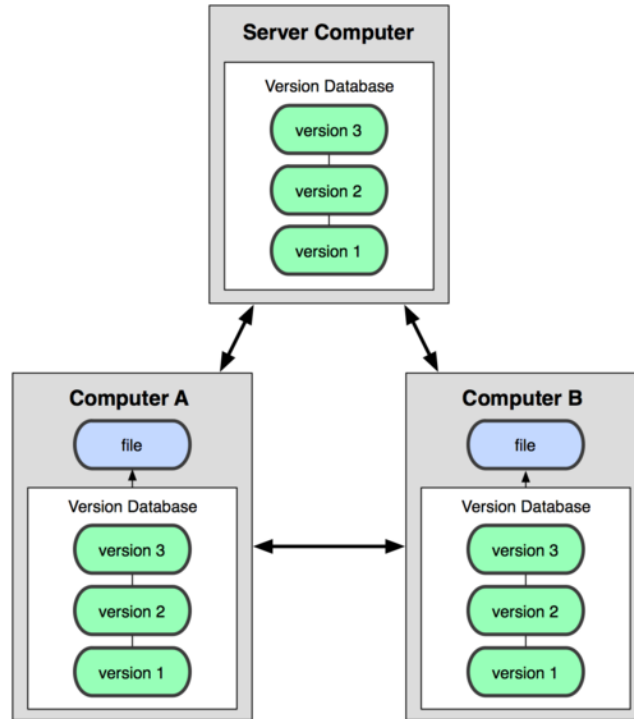 Server Computer
Version Database
version 3
version 2
version 1
Computer A
file
Version Database
version 3
version 2
version 1
Computer B
file
Version Database
version 3
version 2
version 1